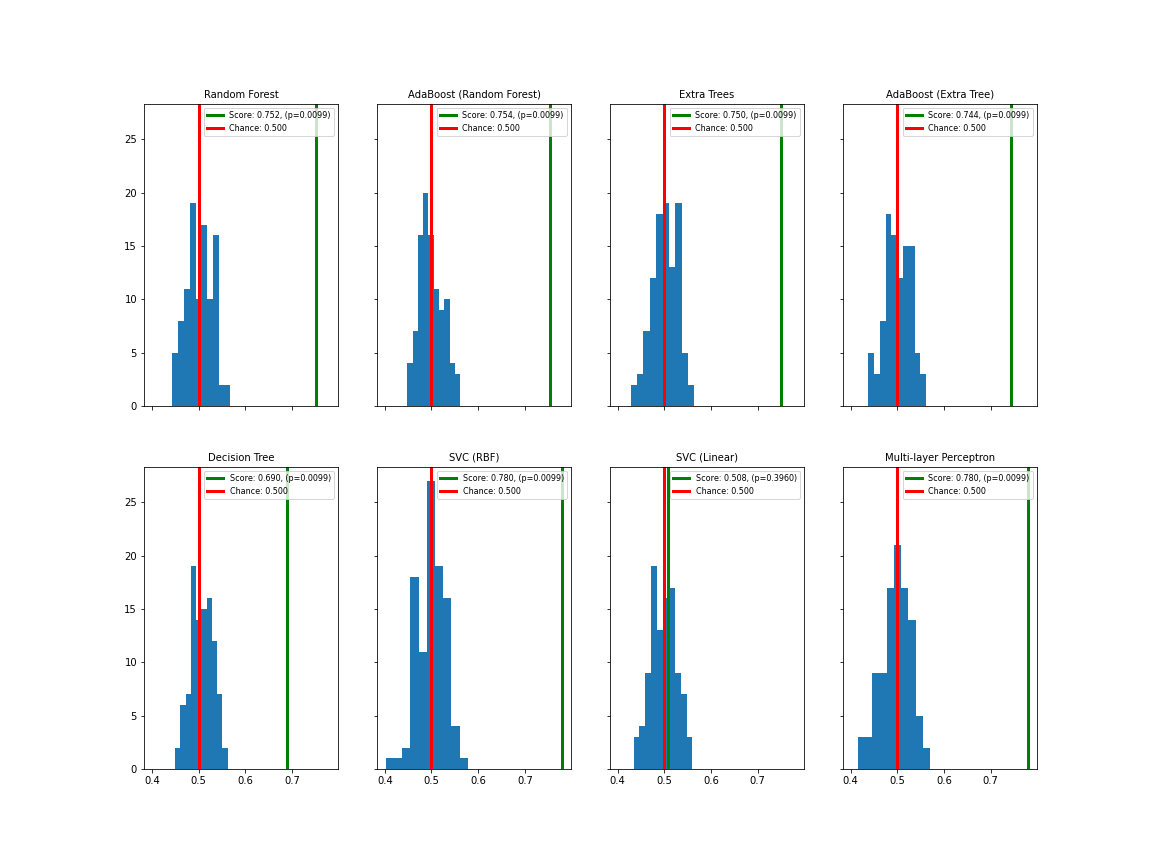 Random Forest
AdaBoost (Random Forest)
Extra Trees
AdaBoost (Extra Tree)
Score: 0.752, (p=0.0099)
Chance: 0.500
Score: 0.754, (p=0.0099)
Chance: 0.500
Score: 0.750, (p=0.0099)
Chance: 0.500
Score: 0.744, (p=0.0099)
Chance: 0.500
25
20
15
10
5
0
Decision Tree
SVC (RBF)
SVC (Linear)
Multi-layer Perceptron
Score: 0.690, (p=0.0099)
Chance: 0.500
Score: 0.780, (p=0.0099)
Chance: 0.500
Score: 0.508, (p=0.3960)
Chance: 0.500
Score: 0.780, (p=0.0099)
Chance: 0.500
25
20
15
10
5
0
0.4 0.5 0.6 0.7
0.4 0.5 0.6 0.7
0.4 0.5 0.6 0.7
0.4 0.5 0.6 0.7